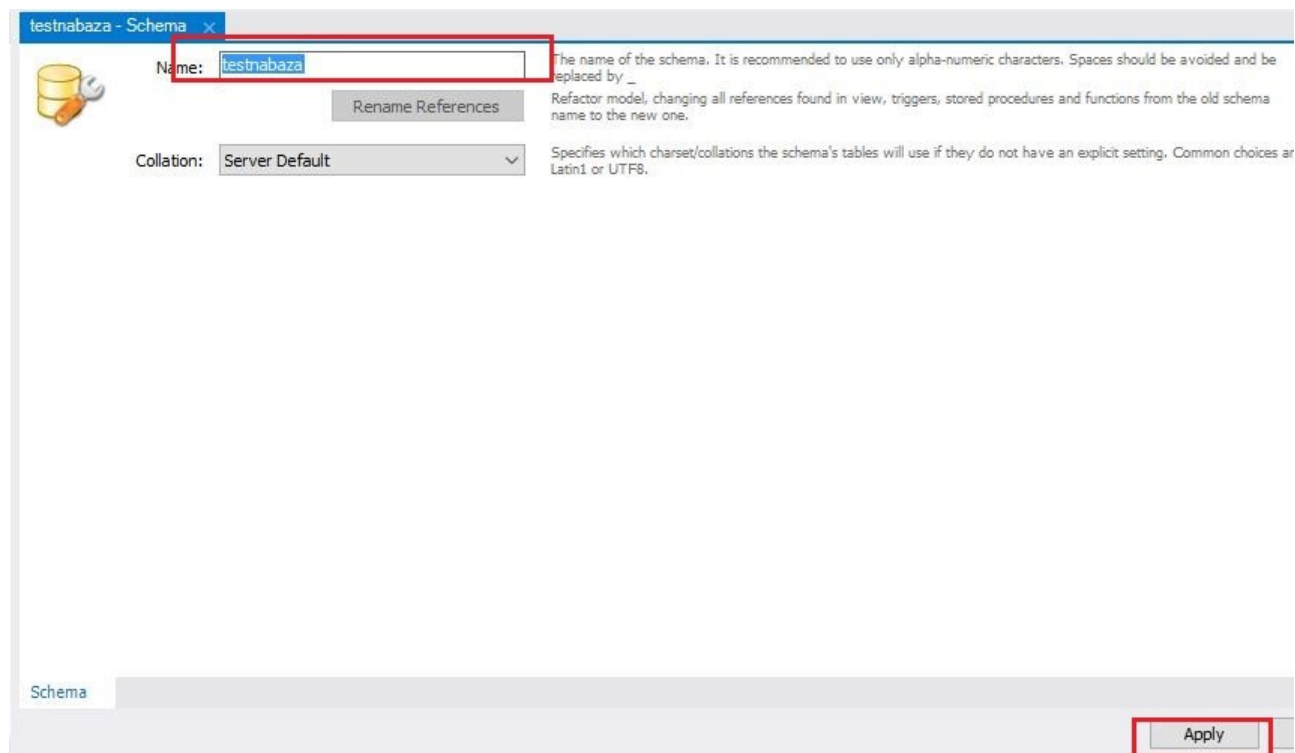 testnabaza - Schema ×
Name: testnabaza
The name of the schema. It is recommended to use only alpha-numeric characters. Spaces should be avoided and be
replaced by _
Rename References
Refactor model, changing all references found in view, triggers, stored procedures and functions from the old schema
name to the new one.
Collation: Server Default
Specifies which charset/collations the schema's tables will use if they do not have an explicit setting. Common choices ar
Latin1 or UTF8.
Schema
Apply